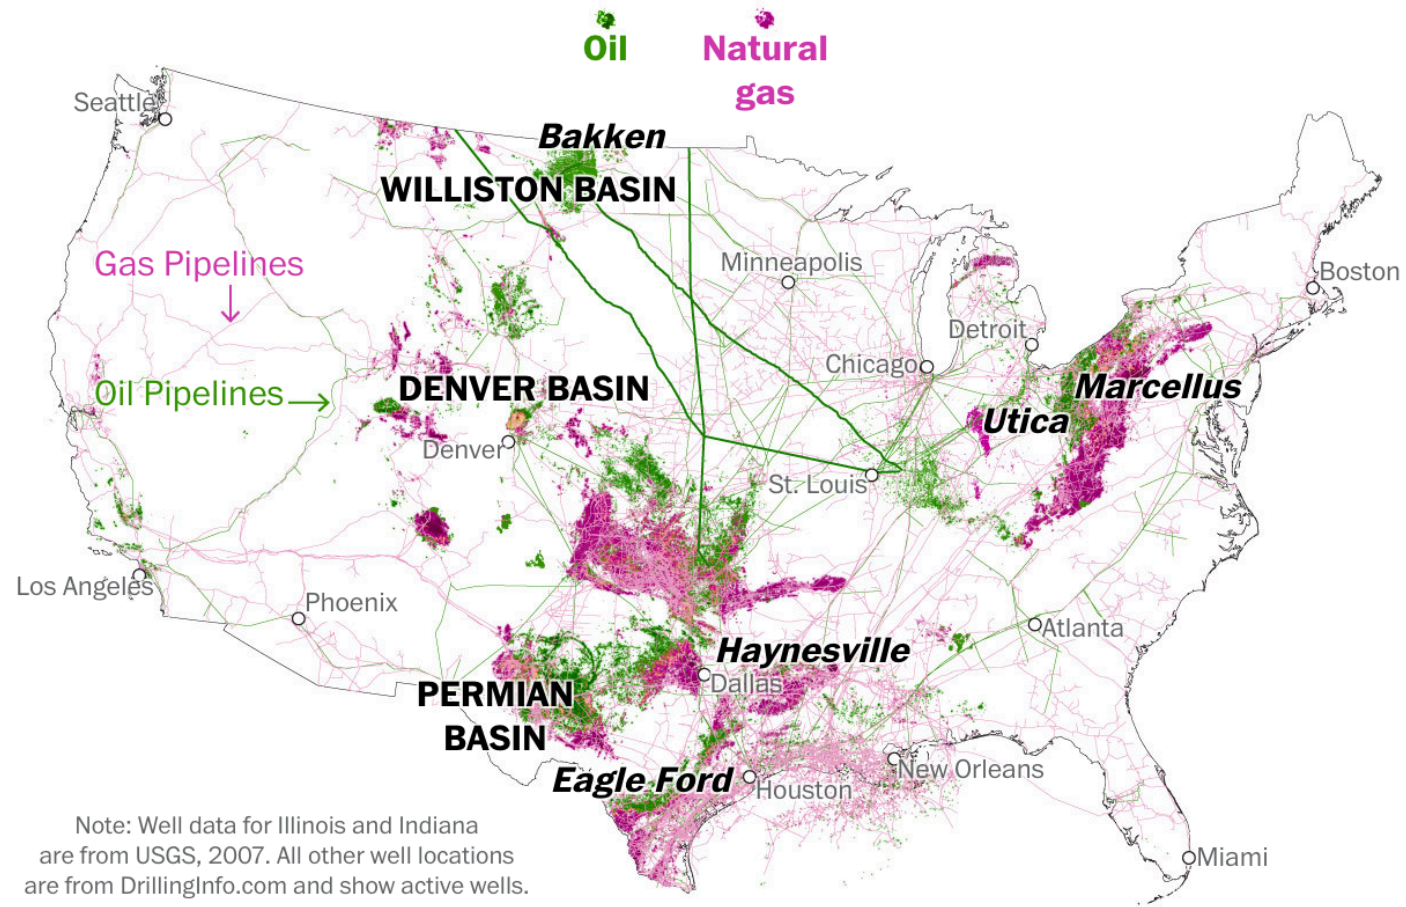 Oil
Natural
gas
Seattle
Bakken
WILLISTON BASIN
Gas Pipelines
Minneapolis
Boston
Detroit
Chicago
Oil Pipelines
DENVER BASIN
Marcellus
Utica
Denver
St. Louis
Los Angeles
Phoenix
Atlanta
Haynesville
Dallas
PERMIAN
BASIN
Eagle Ford
New Orleans
Houston
Note: Well data for Illinois and Indiana
are from USGS, 2007. All other well locations
are from DrillingInfo.com and show active wells.
Miami